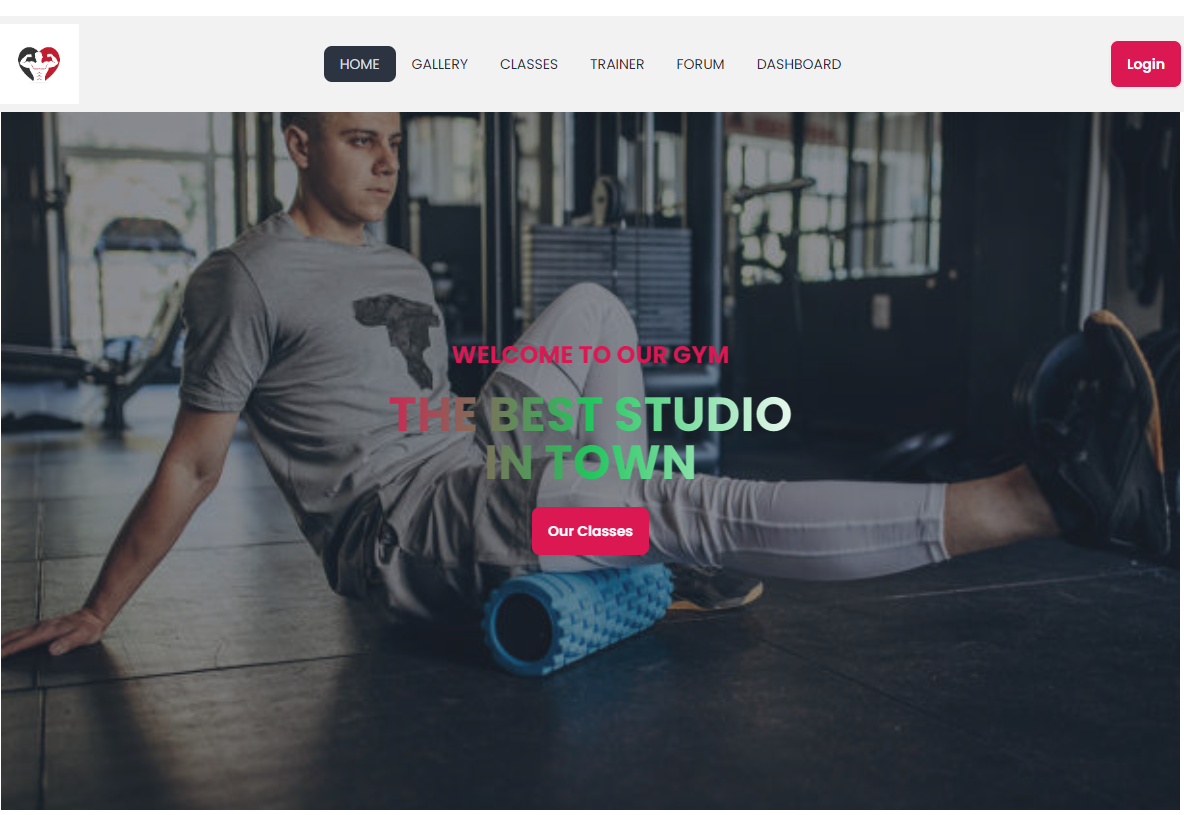 HOME GALLERY CLASSES TRAINER FORUM DASHBOARD Login
WELCOME TO OUR GYM
THE BEST STUDIO
IN TOWN
Our Classes